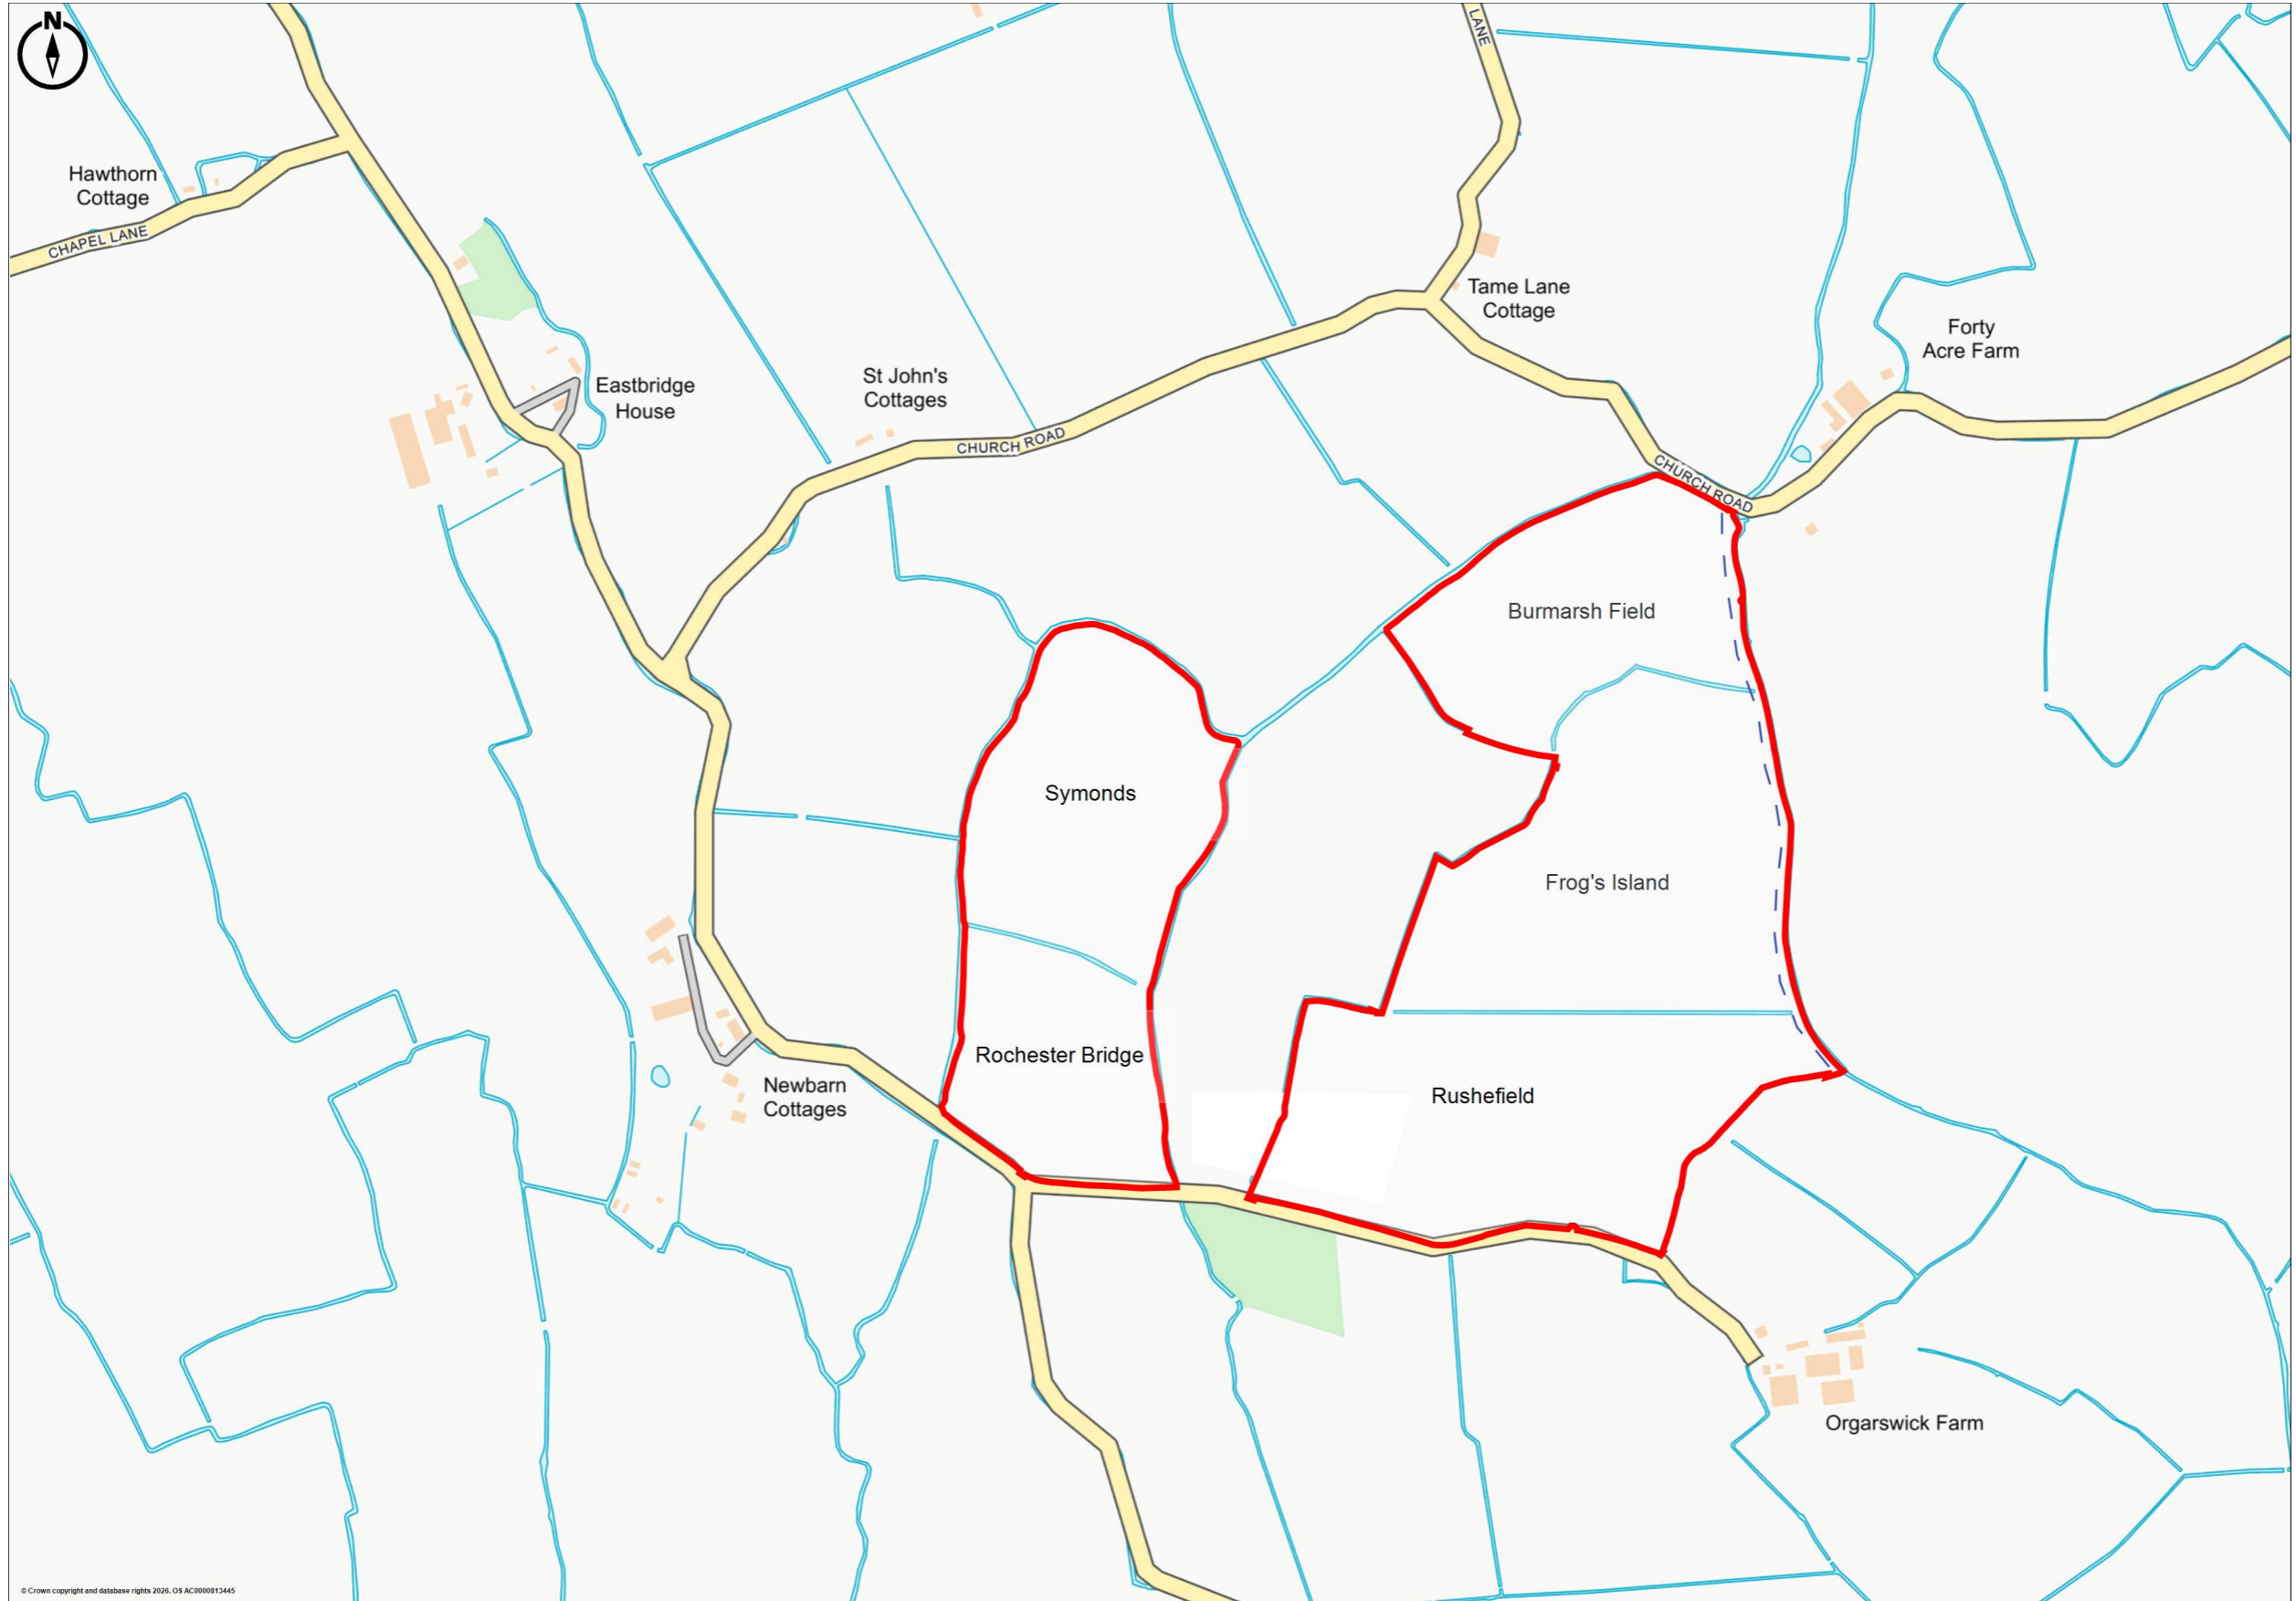 N
LANE
Hawthorn
Cottage
CHAPEL LANE
Tame Lane
Cottage
Forty
Acre Farm
Eastbridge
House
St John's
Cottages
CHURCH ROAD
CHURCH ROAD
Burmarsh Field
Symonds
Frog's Island
Rochester Bridge
Newbarn
Cottages
Rushefield
Orgarswick Farm
© Crown copyright and database rights 2026. OS AC0000813445